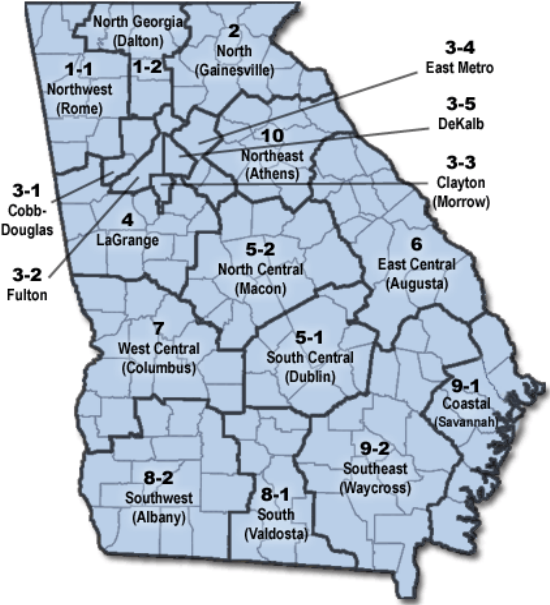 North Georgia
(Dalton)
2
North
(Gainesville)
1-1
Northwest
(Rome)
1-2
3-4
East Metro
3-5
DeKalb
10
Northeast
(Athens)
3-3
Clayton
(Morrow)
3-1
Cobb-
Douglas
4
LaGrange
3-2
Fulton
5-2
North Central
(Macon)
6
East Central
(Augusta)
7
West Central
(Columbus)
5-1
South Central
(Dublin)
9-1
Coastal
(Savannah)
9-2
Southeast
(Waycross)
8-2
Southwest
(Albany)
8-1
South
(Valdosta)